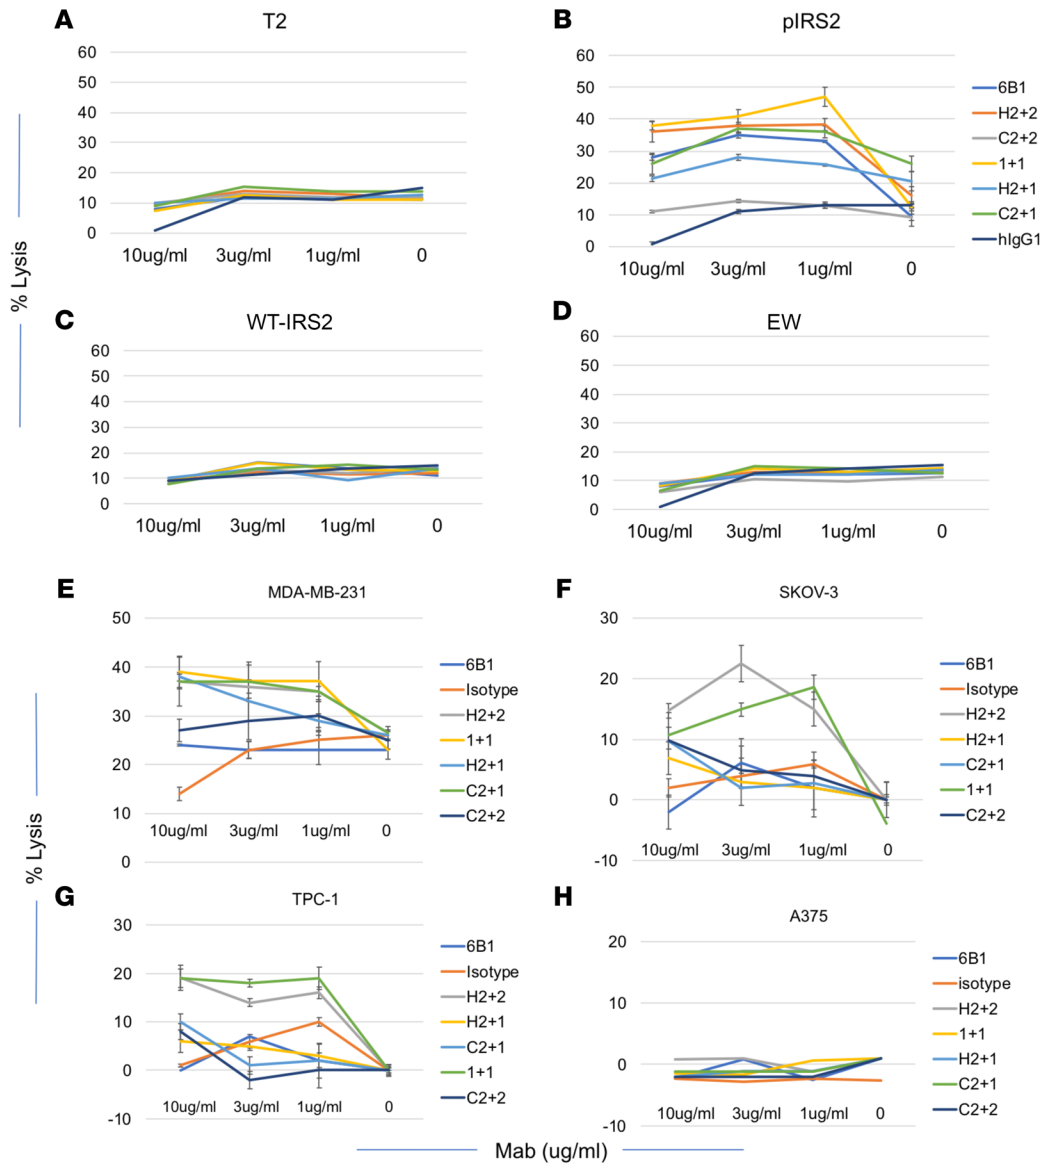 A
T2
60
50
40
30
20
10
0
10ug/ml 3ug/ml 1ug/ml 0
B
pIRS2
60
50
40
30
20
10
0
10ug/ml 3ug/ml 1ug/ml 0
6B1
H2+2
C2+2
1+1
H2+1
C2+1
hIgG1
% Lysis
C
WT-IRS2
60
50
40
30
20
10
0
10ug/ml 3ug/ml 1ug/ml 0
D
EW
60
50
40
30
20
10
0
10ug/ml 3ug/ml 1ug/ml 0
E
MDA-MB-231
50
40
30
20
10
0
10ug/ml 3ug/ml 1ug/ml 0
6B1
Isotype
H2+2
1+1
H2+1
C2+1
C2+2
F
SKOV-3
30
20
10
0
-10
10ug/ml 3ug/ml 1ug/ml 0
6B1
Isotype
H2+2
H2+1
C2+1
1+1
C2+2
% Lysis
G
TPC-1
30
20
10
0
-10
10ug/ml 3ug/ml 1ug/ml 0
6B1
Isotype
H2+2
H2+1
C2+1
1+1
C2+2
H
A375
20
10
0
-10
10ug/ml 3ug/ml 1ug/ml 0
6B1
isotype
H2+2
1+1
H2+1
C2+1
C2+2
Mab (ug/ml)